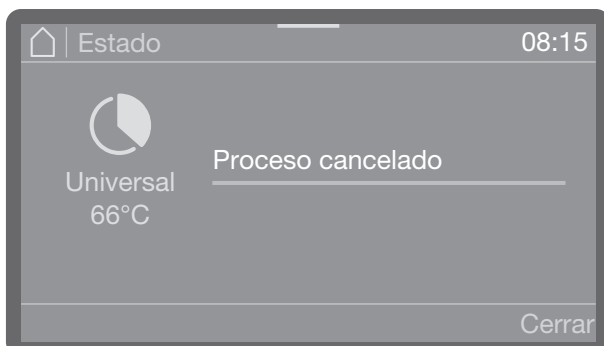 Estado 08:15
Proceso cancelado
Universal
66°C
Cerrar